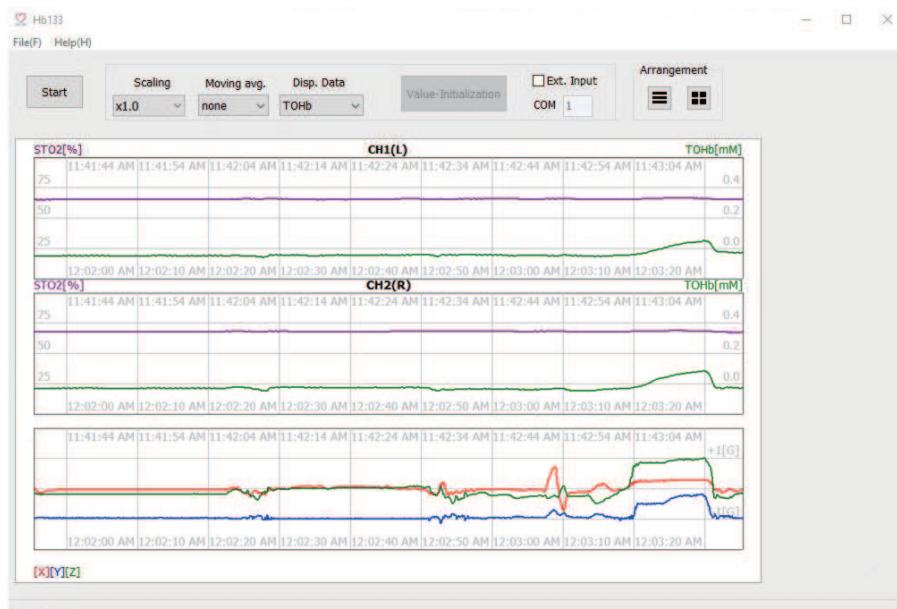 Hb133
File(F) Help(H)
Start
Scaling
x1.0
Moving avg.
none
Disp. Data
TOHb
Value-Initialization
Ext. Input
COM 1
Arrangement
STO2[%] CH1(L) TOHb[mM]
11:41:44 AM 11:41:54 AM 11:42:04 AM 11:42:14 AM 11:42:24 AM 11:42:34 AM 11:42:44 AM 11:42:54 AM 11:43:04 AM
75 0.4
50 0.2
25 0.0
12:02:00 AM 12:02:10 AM 12:02:20 AM 12:02:30 AM 12:02:40 AM 12:02:50 AM 12:03:00 AM 12:03:10 AM 12:03:20 AM
STO2[%] CH2(R) TOHb[mM]
11:41:44 AM 11:41:54 AM 11:42:04 AM 11:42:14 AM 11:42:24 AM 11:42:34 AM 11:42:44 AM 11:42:54 AM 11:43:04 AM
75 0.4
50 0.2
25 0.0
12:02:00 AM 12:02:10 AM 12:02:20 AM 12:02:30 AM 12:02:40 AM 12:02:50 AM 12:03:00 AM 12:03:10 AM 12:03:20 AM
11:41:44 AM 11:41:54 AM 11:42:04 AM 11:42:14 AM 11:42:24 AM 11:42:34 AM 11:42:44 AM 11:42:54 AM 11:43:04 AM
+1[G]
-1[G]
12:02:00 AM 12:02:10 AM 12:02:20 AM 12:02:30 AM 12:02:40 AM 12:02:50 AM 12:03:00 AM 12:03:10 AM 12:03:20 AM
[X][Y][Z]